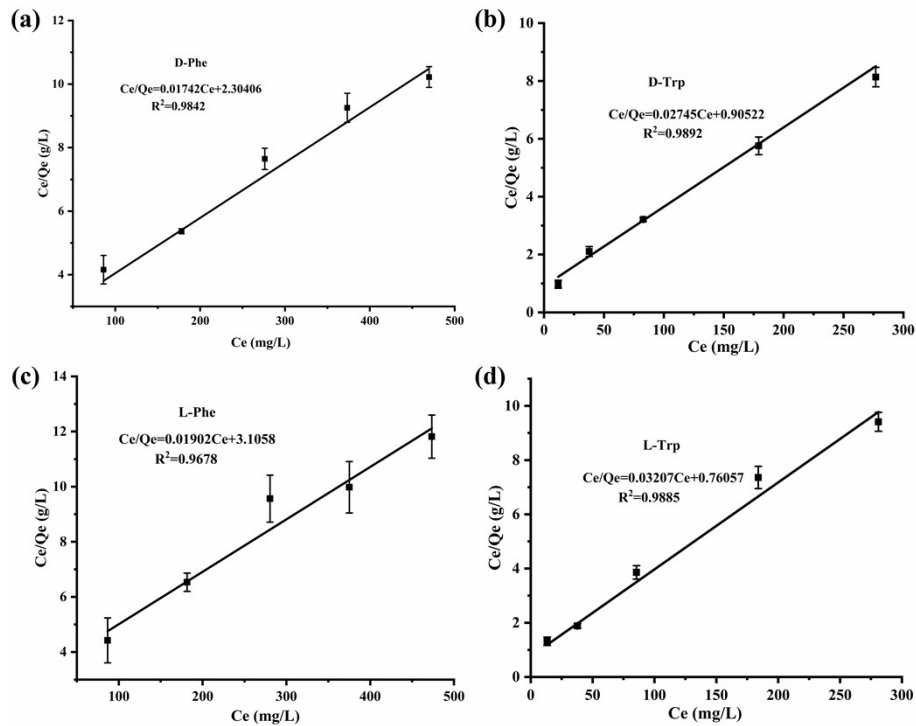 (a)
D-Phe
Ce/Qe=0.01742Ce+2.30406
R²=0.9842
Ce/Qe (g/L)
12
10
8
6
4
100
200
300
400
500
Ce (mg/L)
(b)
D-Trp
Ce/Qe=0.02745Ce+0.90522
R²=0.9892
Ce/Qe (g/L)
10
8
6
4
2
0
0
50
100
150
200
250
300
Ce (mg/L)
(c)
L-Phe
Ce/Qe=0.01902Ce+3.1058
R²=0.9678
Ce/Qe (g/L)
14
12
10
8
6
4
100
200
300
400
500
Ce (mg/L)
(d)
L-Trp
Ce/Qe=0.03207Ce+0.76057
R²=0.9885
Ce/Qe (g/L)
10
8
6
4
2
0
0
50
100
150
200
250
300
Ce (mg/L)